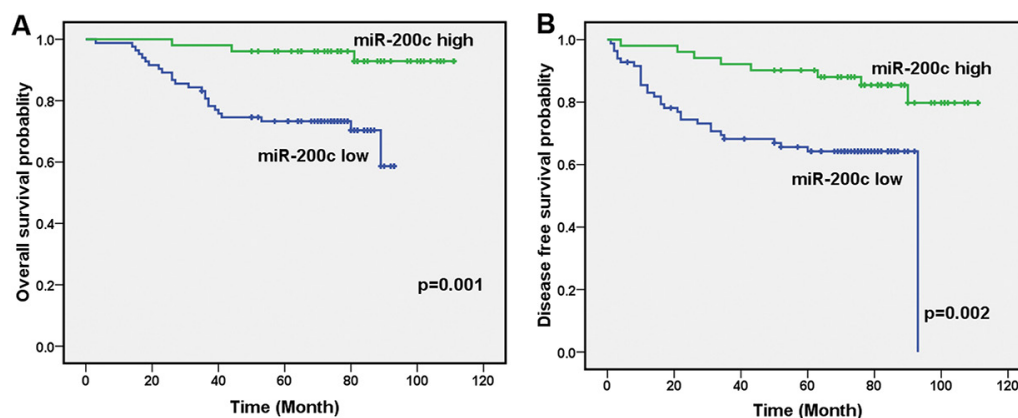 A
Overall survival probability
1.0
0.8
0.6
0.4
0.2
0.0
miR-200c high
miR-200c low
p=0.001
0 20 40 60 80 100 120
Time (Month)
B
Disease free survival probablity
1.0
0.8
0.6
0.4
0.2
0.0
miR-200c high
miR-200c low
p=0.002
0 20 40 60 80 100 120
Time (Month)